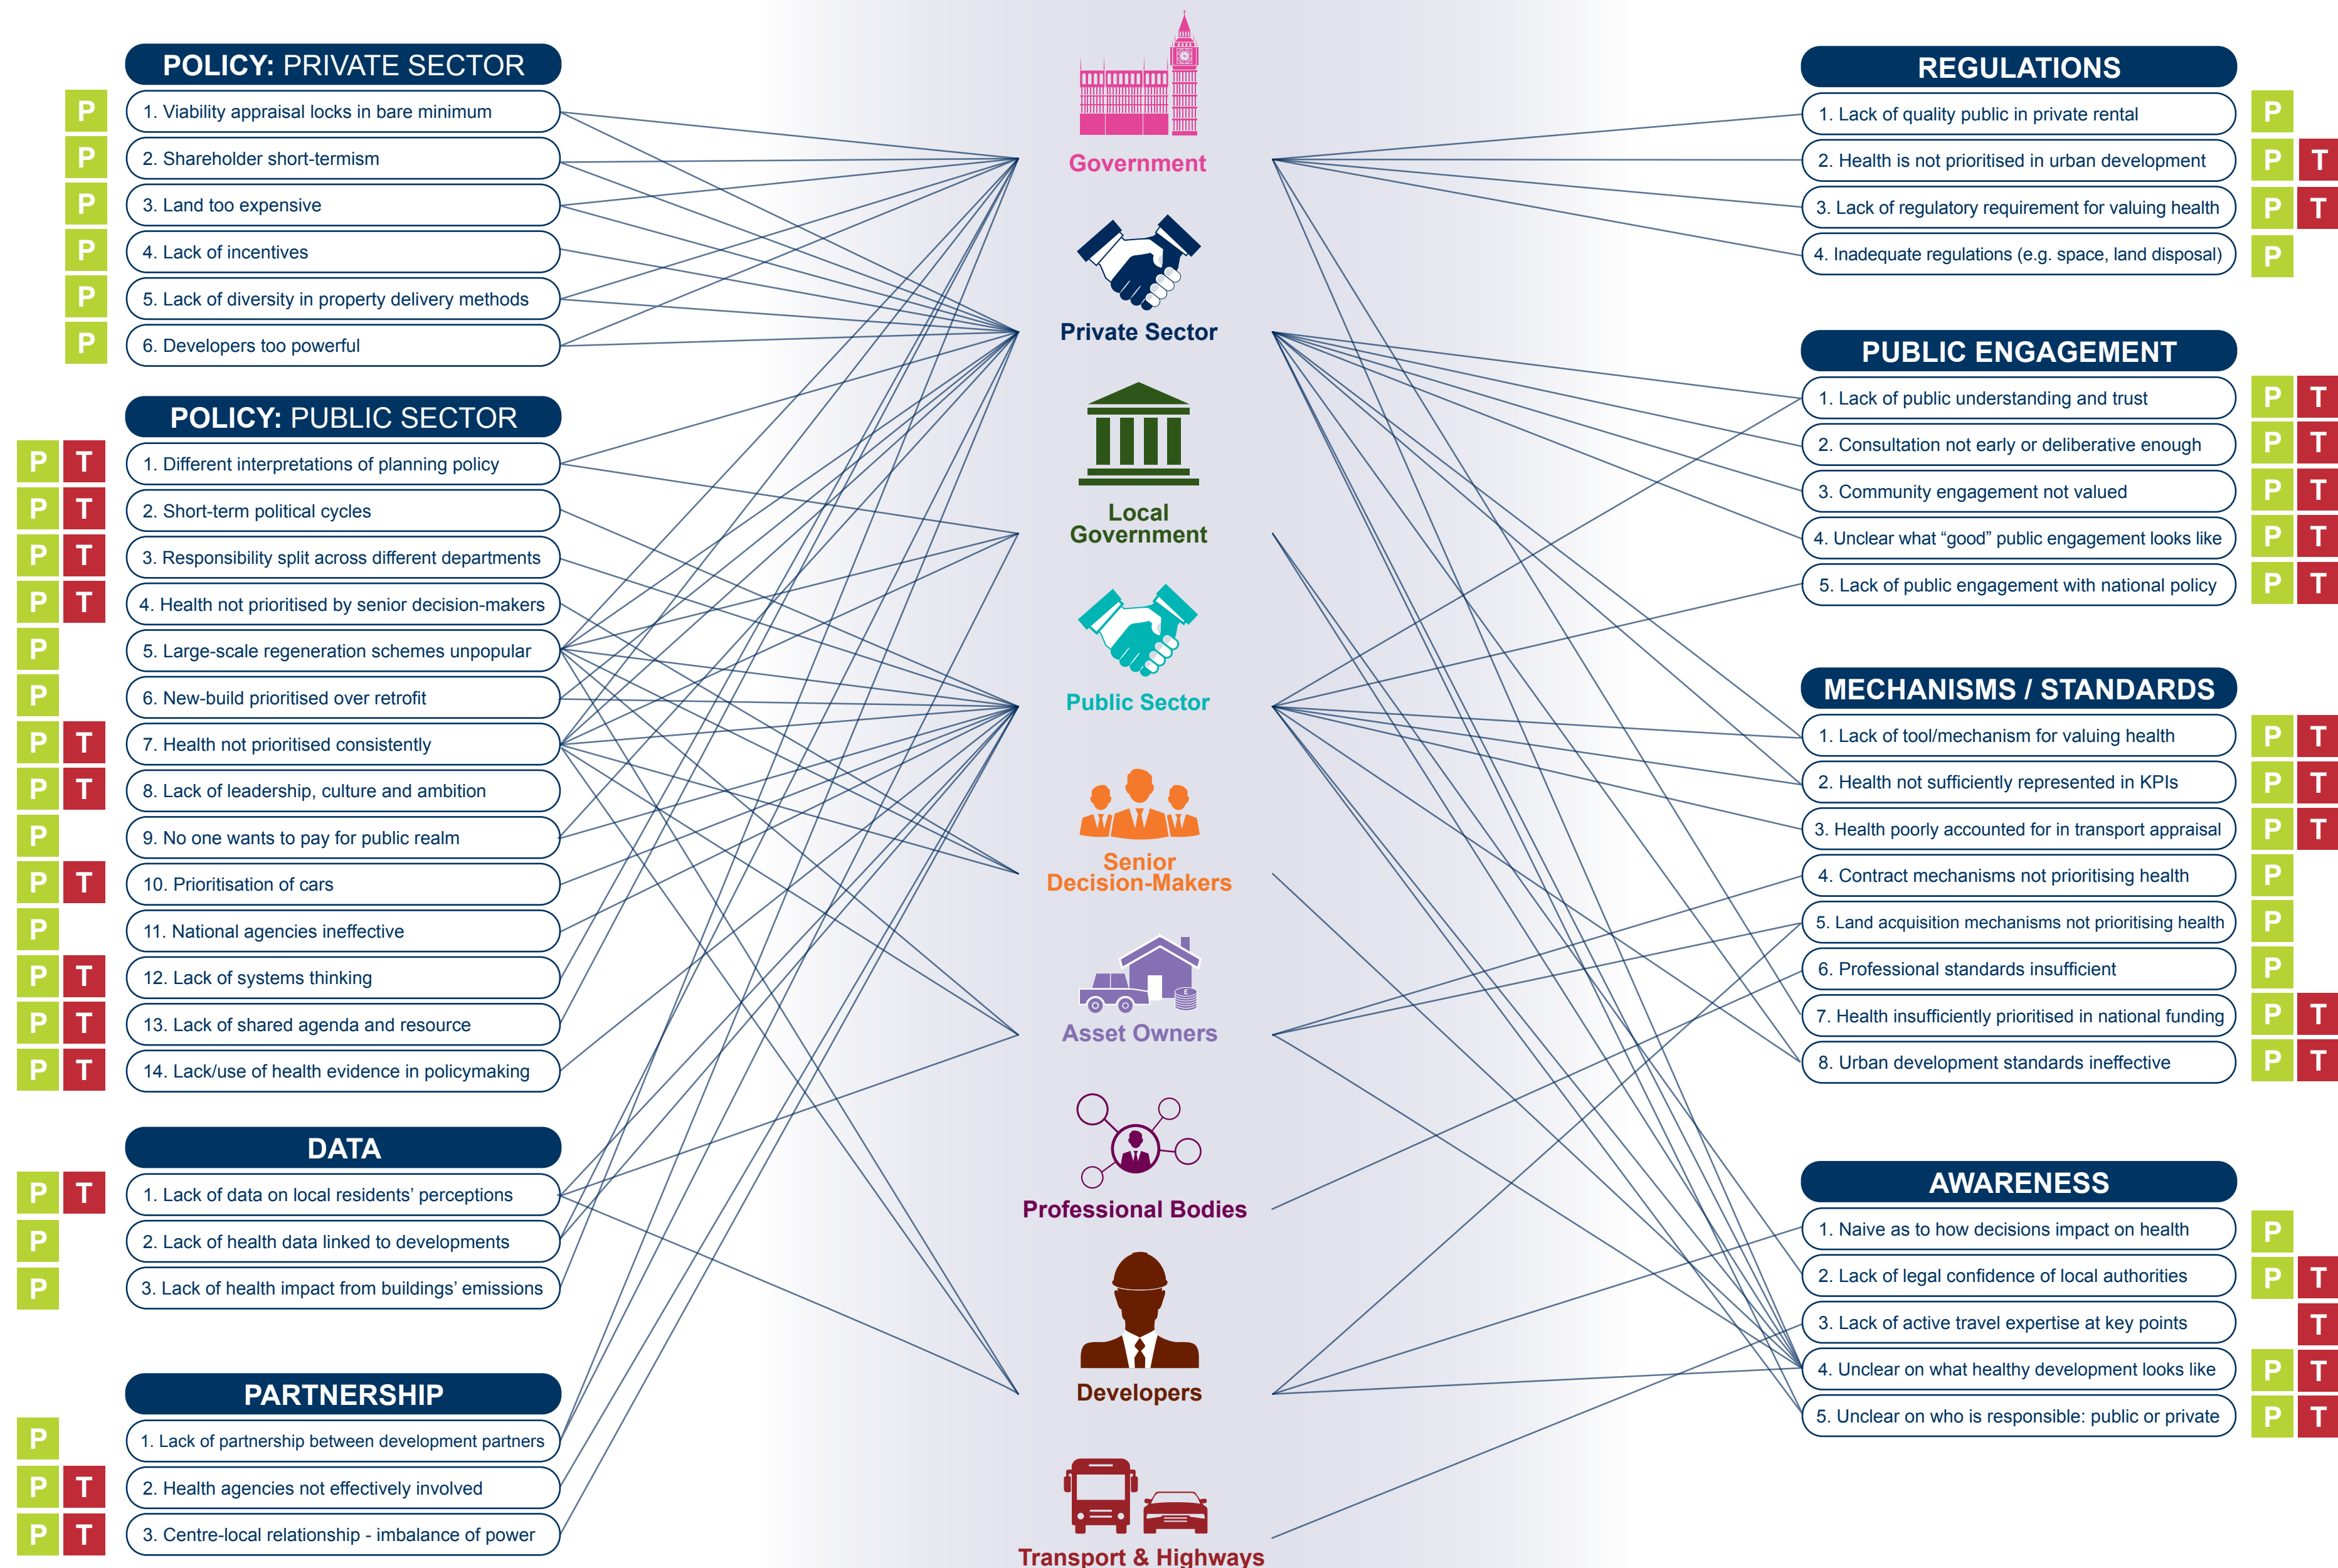 POLICY: PRIVATE SECTOR
P
1. Viability appraisal locks in bare minimum
P
2. Shareholder short-termism
P
3. Land too expensive
P
4. Lack of incentives
P
5. Lack of diversity in property delivery methods
P
6. Developers too powerful
POLICY: PUBLIC SECTOR
P T
1. Different interpretations of planning policy
P T
2. Short-term political cycles
P T
3. Responsibility split across different departments
P T
4. Health not prioritised by senior decision-makers
P
5. Large-scale regeneration schemes unpopular
P
6. New-build prioritised over retrofit
P T
7. Health not prioritised consistently
P T
8. Lack of leadership, culture and ambition
P
9. No one wants to pay for public realm
P T
10. Prioritisation of cars
P
11. National agencies ineffective
P T
12. Lack of systems thinking
P T
13. Lack of shared agenda and resource
P T
14. Lack/use of health evidence in policymaking
DATA
P T
1. Lack of data on local residents’ perceptions
P
2. Lack of health data linked to developments
P
3. Lack of health impact from buildings’ emissions
PARTNERSHIP
P
1. Lack of partnership between development partners
P T
2. Health agencies not effectively involved
P T
3. Centre-local relationship - imbalance of power
Government
Private Sector
Local
Government
Public Sector
Senior
Decision-Makers
£
Asset Owners
Professional Bodies
Developers
Transport & Highways
REGULATIONS
1. Lack of quality public in private rental
P
2. Health is not prioritised in urban development
P T
3. Lack of regulatory requirement for valuing health
P T
4. Inadequate regulations (e.g. space, land disposal)
P
PUBLIC ENGAGEMENT
1. Lack of public understanding and trust
P T
2. Consultation not early or deliberative enough
P T
3. Community engagement not valued
P T
4. Unclear what “good” public engagement looks like
P T
5. Lack of public engagement with national policy
P T
MECHANISMS / STANDARDS
1. Lack of tool/mechanism for valuing health
P T
2. Health not sufficiently represented in KPIs
P T
3. Health poorly accounted for in transport appraisal
P T
4. Contract mechanisms not prioritising health
P
5. Land acquisition mechanisms not prioritising health
P
6. Professional standards insufficient
P
7. Health insufficiently prioritised in national funding
P T
8. Urban development standards ineffective
P T
AWARENESS
1. Naive as to how decisions impact on health
P
2. Lack of legal confidence of local authorities
P T
3. Lack of active travel expertise at key points
T
4. Unclear on what healthy development looks like
P T
5. Unclear on who is responsible: public or private
P T